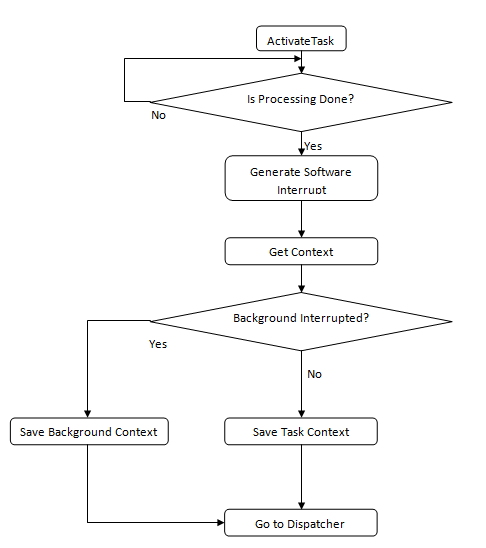 ActivateTask
Is Processing Done?
No
Yes
Generate Software
Interrupt
Get Context
Background Interrupted?
Yes
No
Save Background Context
Save Task Context
Go to Dispatcher